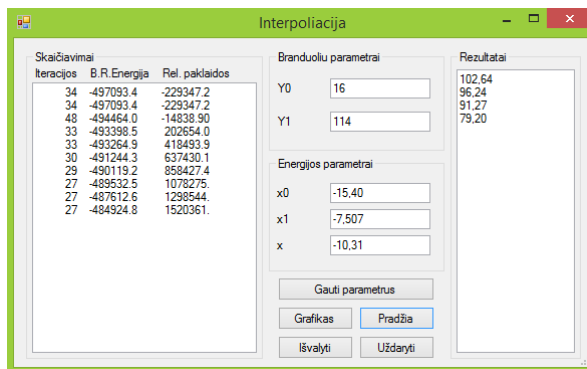 Interpoliacija
Skaičiavimai
Iteracijos B.R.Energija Rel. paklaidos
34 -497093.4 -229347.2
34 -497093.4 -229347.2
48 -494464.0 -14838.90
33 -493398.5 202654.0
33 -493264.9 418493.9
30 -491244.3 637430.1
29 -490119.2 858427.4
27 -489532.5 1078275.
27 -487612.6 1298544.
27 -484924.8 1520361.
Branduoliu parametrai
Y0 16
Y1 114
Energijos parametrai
x0 -15,40
x1 -7,507
x -10,31
Gauti parametrus
Grafikas Pradžia
Išvalyti Uždaryti
Rezultatai
102,64
96,24
91,27
79,20